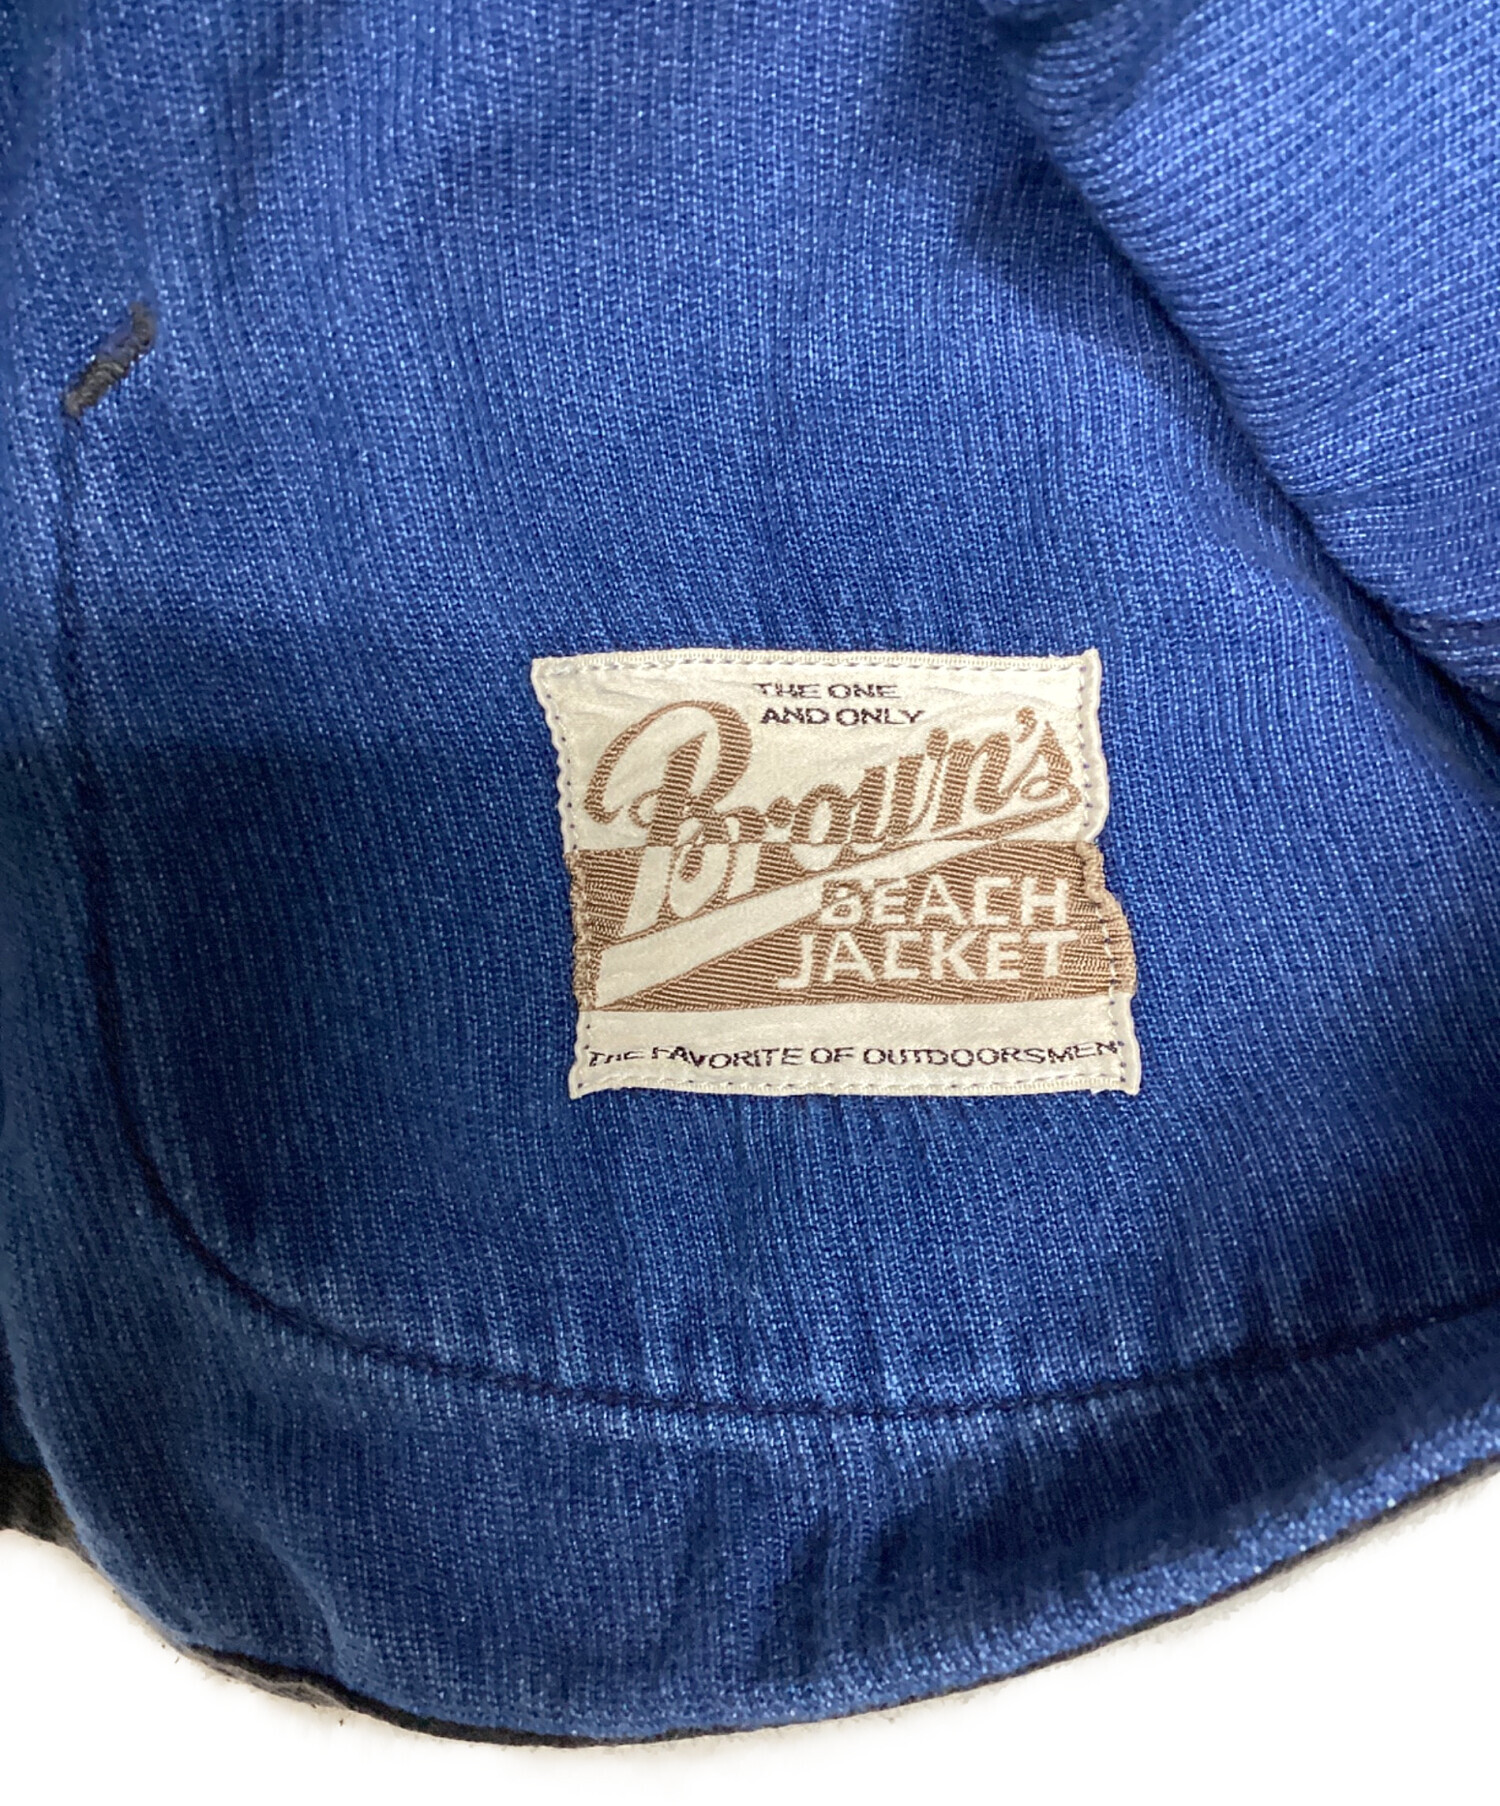 THE ONE
AND ONLY
Brown's
BEACH
JACKET
THE FAVORITE OF OUTDOORSMEN